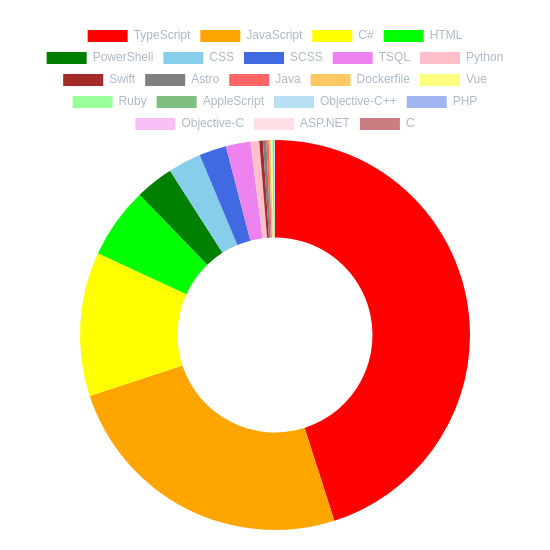 TypeScript JavaScript C# HTML
PowerShell CSS SCSS TSQL Python
Swift Astro Java Dockerfile Vue
Ruby AppleScript Objective-C++ PHP
Objective-C ASP.NET C